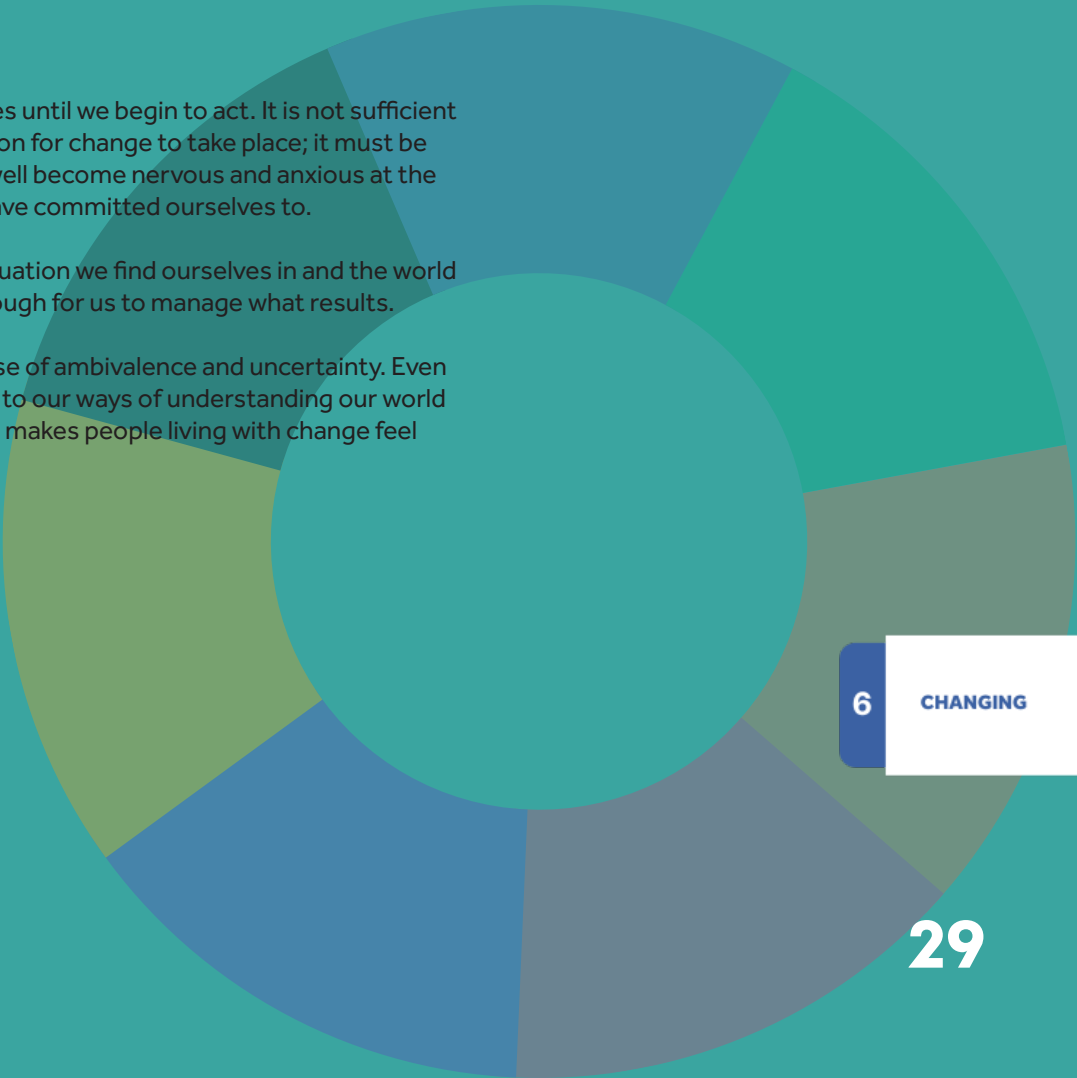 es until we begin to act. It is not sufficient
on for change to take place; it must be
well become nervous and anxious at the
ave committed ourselves to.
uation we find ourselves in and the world
ough for us to manage what results.
se of ambivalence and uncertainty. Even
to our ways of understanding our world
makes people living with change feel
6 CHANGING
29